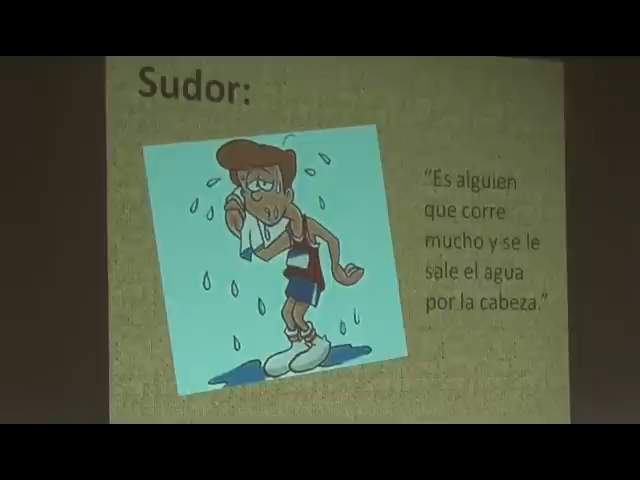 Sudor:
“Es alguien
que corre
mucho y se le
sale el agua
por la cabeza.”